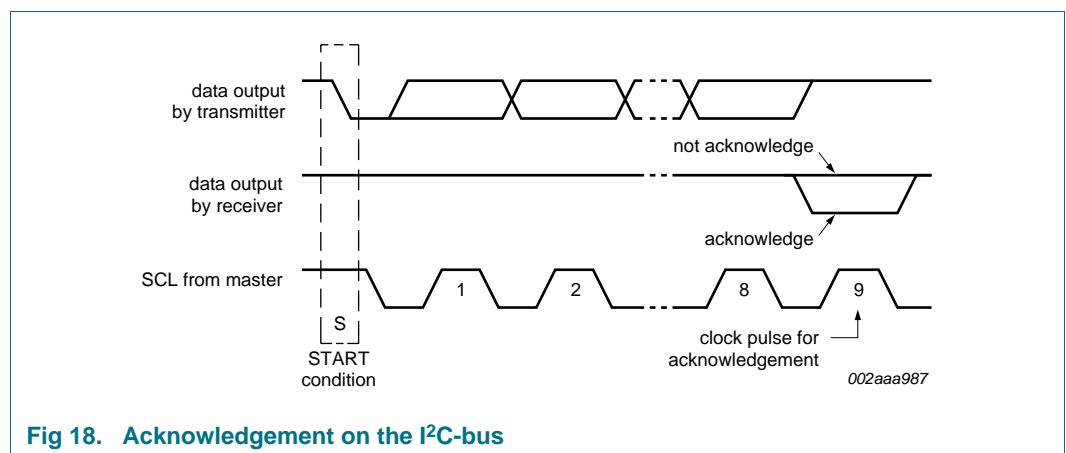 data output
by transmitter
not acknowledge
data output
by receiver
acknowledge
SCL from master
1
2
8
9
S
START
condition
clock pulse for
acknowledgement
002aaa987
Fig 18. Acknowledgement on the I²C-bus